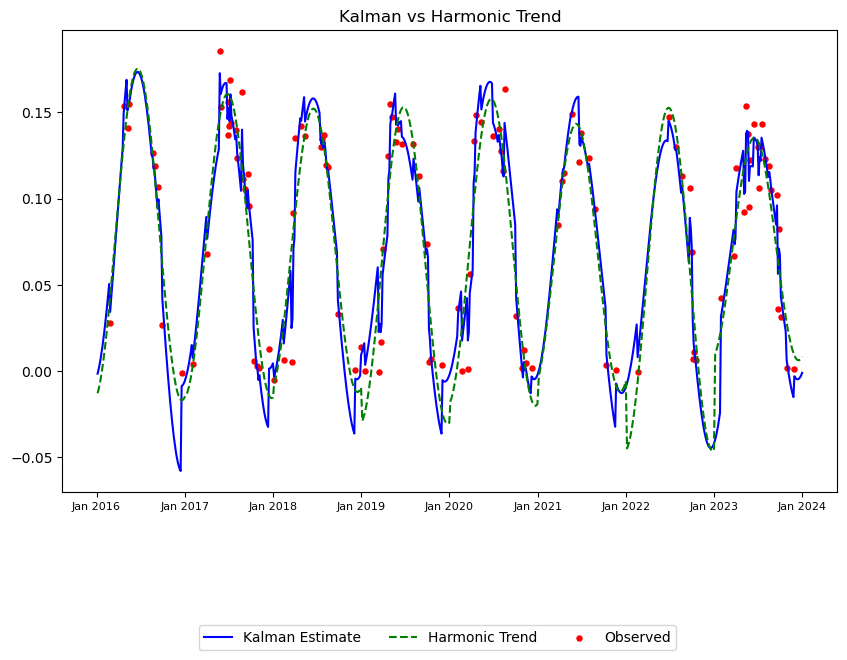 Kalman vs Harmonic Trend
0.15
0.10
0.05
0.00
−0.05
Jan 2016 Jan 2017 Jan 2018 Jan 2019 Jan 2020 Jan 2021 Jan 2022 Jan 2023 Jan 2024
Kalman Estimate Harmonic Trend Observed